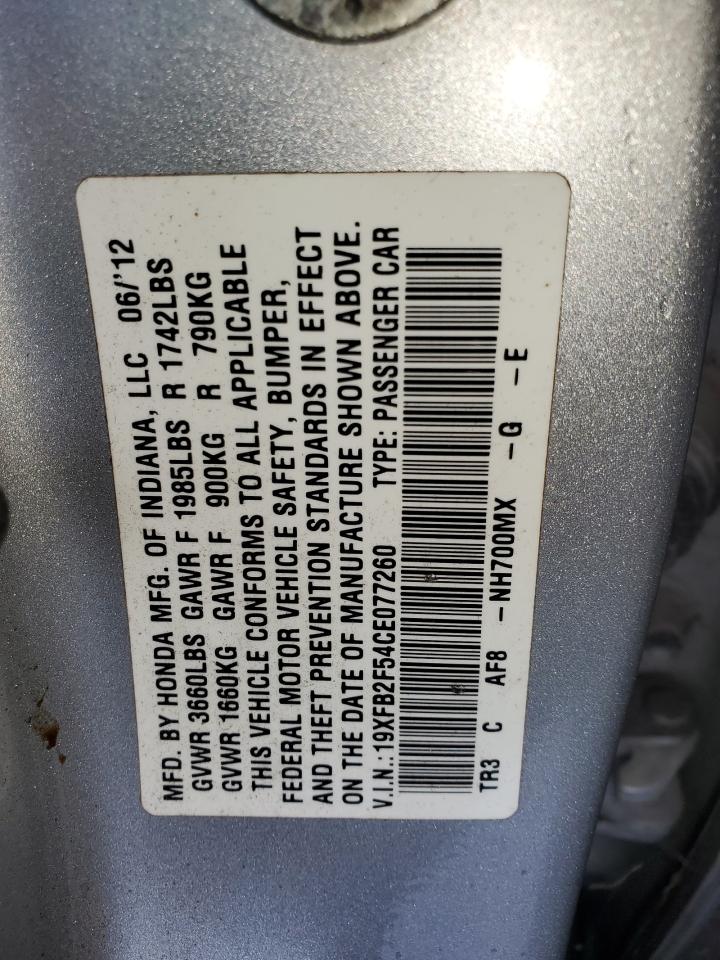 MFD. BY HONDA MFG. OF INDIANA, LLC 06/'12
GVWR 3660LBS GAWR F 1985LBS R 1742LBS
GVWR 1660KG GAWR F 900KG R 790KG
THIS VEHICLE CONFORMS TO ALL APPLICABLE
FEDERAL MOTOR VEHICLE SAFETY, BUMPER,
AND THEFT PREVENTION STANDARDS IN EFFECT
ON THE DATE OF MANUFACTURE SHOWN ABOVE.
V.I.N.:19XFB2F54CE077260 TYPE: PASSENGER CAR
TR3 C AF8 -NH700MX -G -E